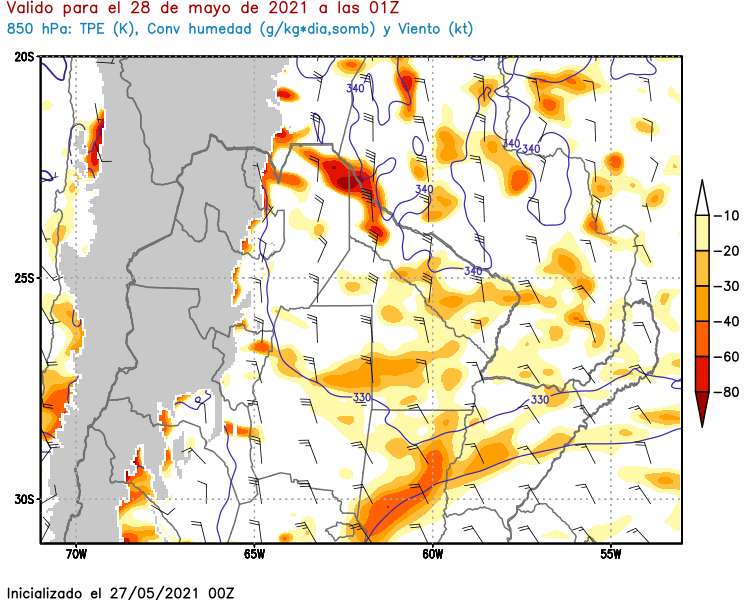 Valido para el 28 de mayo de 2021 a las 01Z
850 hPa: TPE (K), Conv humedad (g/kg*dia,somb) y Viento (kt)
20S
25S
30S
70W
65W
60W
55W
340
340
340
340
340
330
330
-10
-20
-30
-40
-60
-80
Inicializado el 27/05/2021 00Z